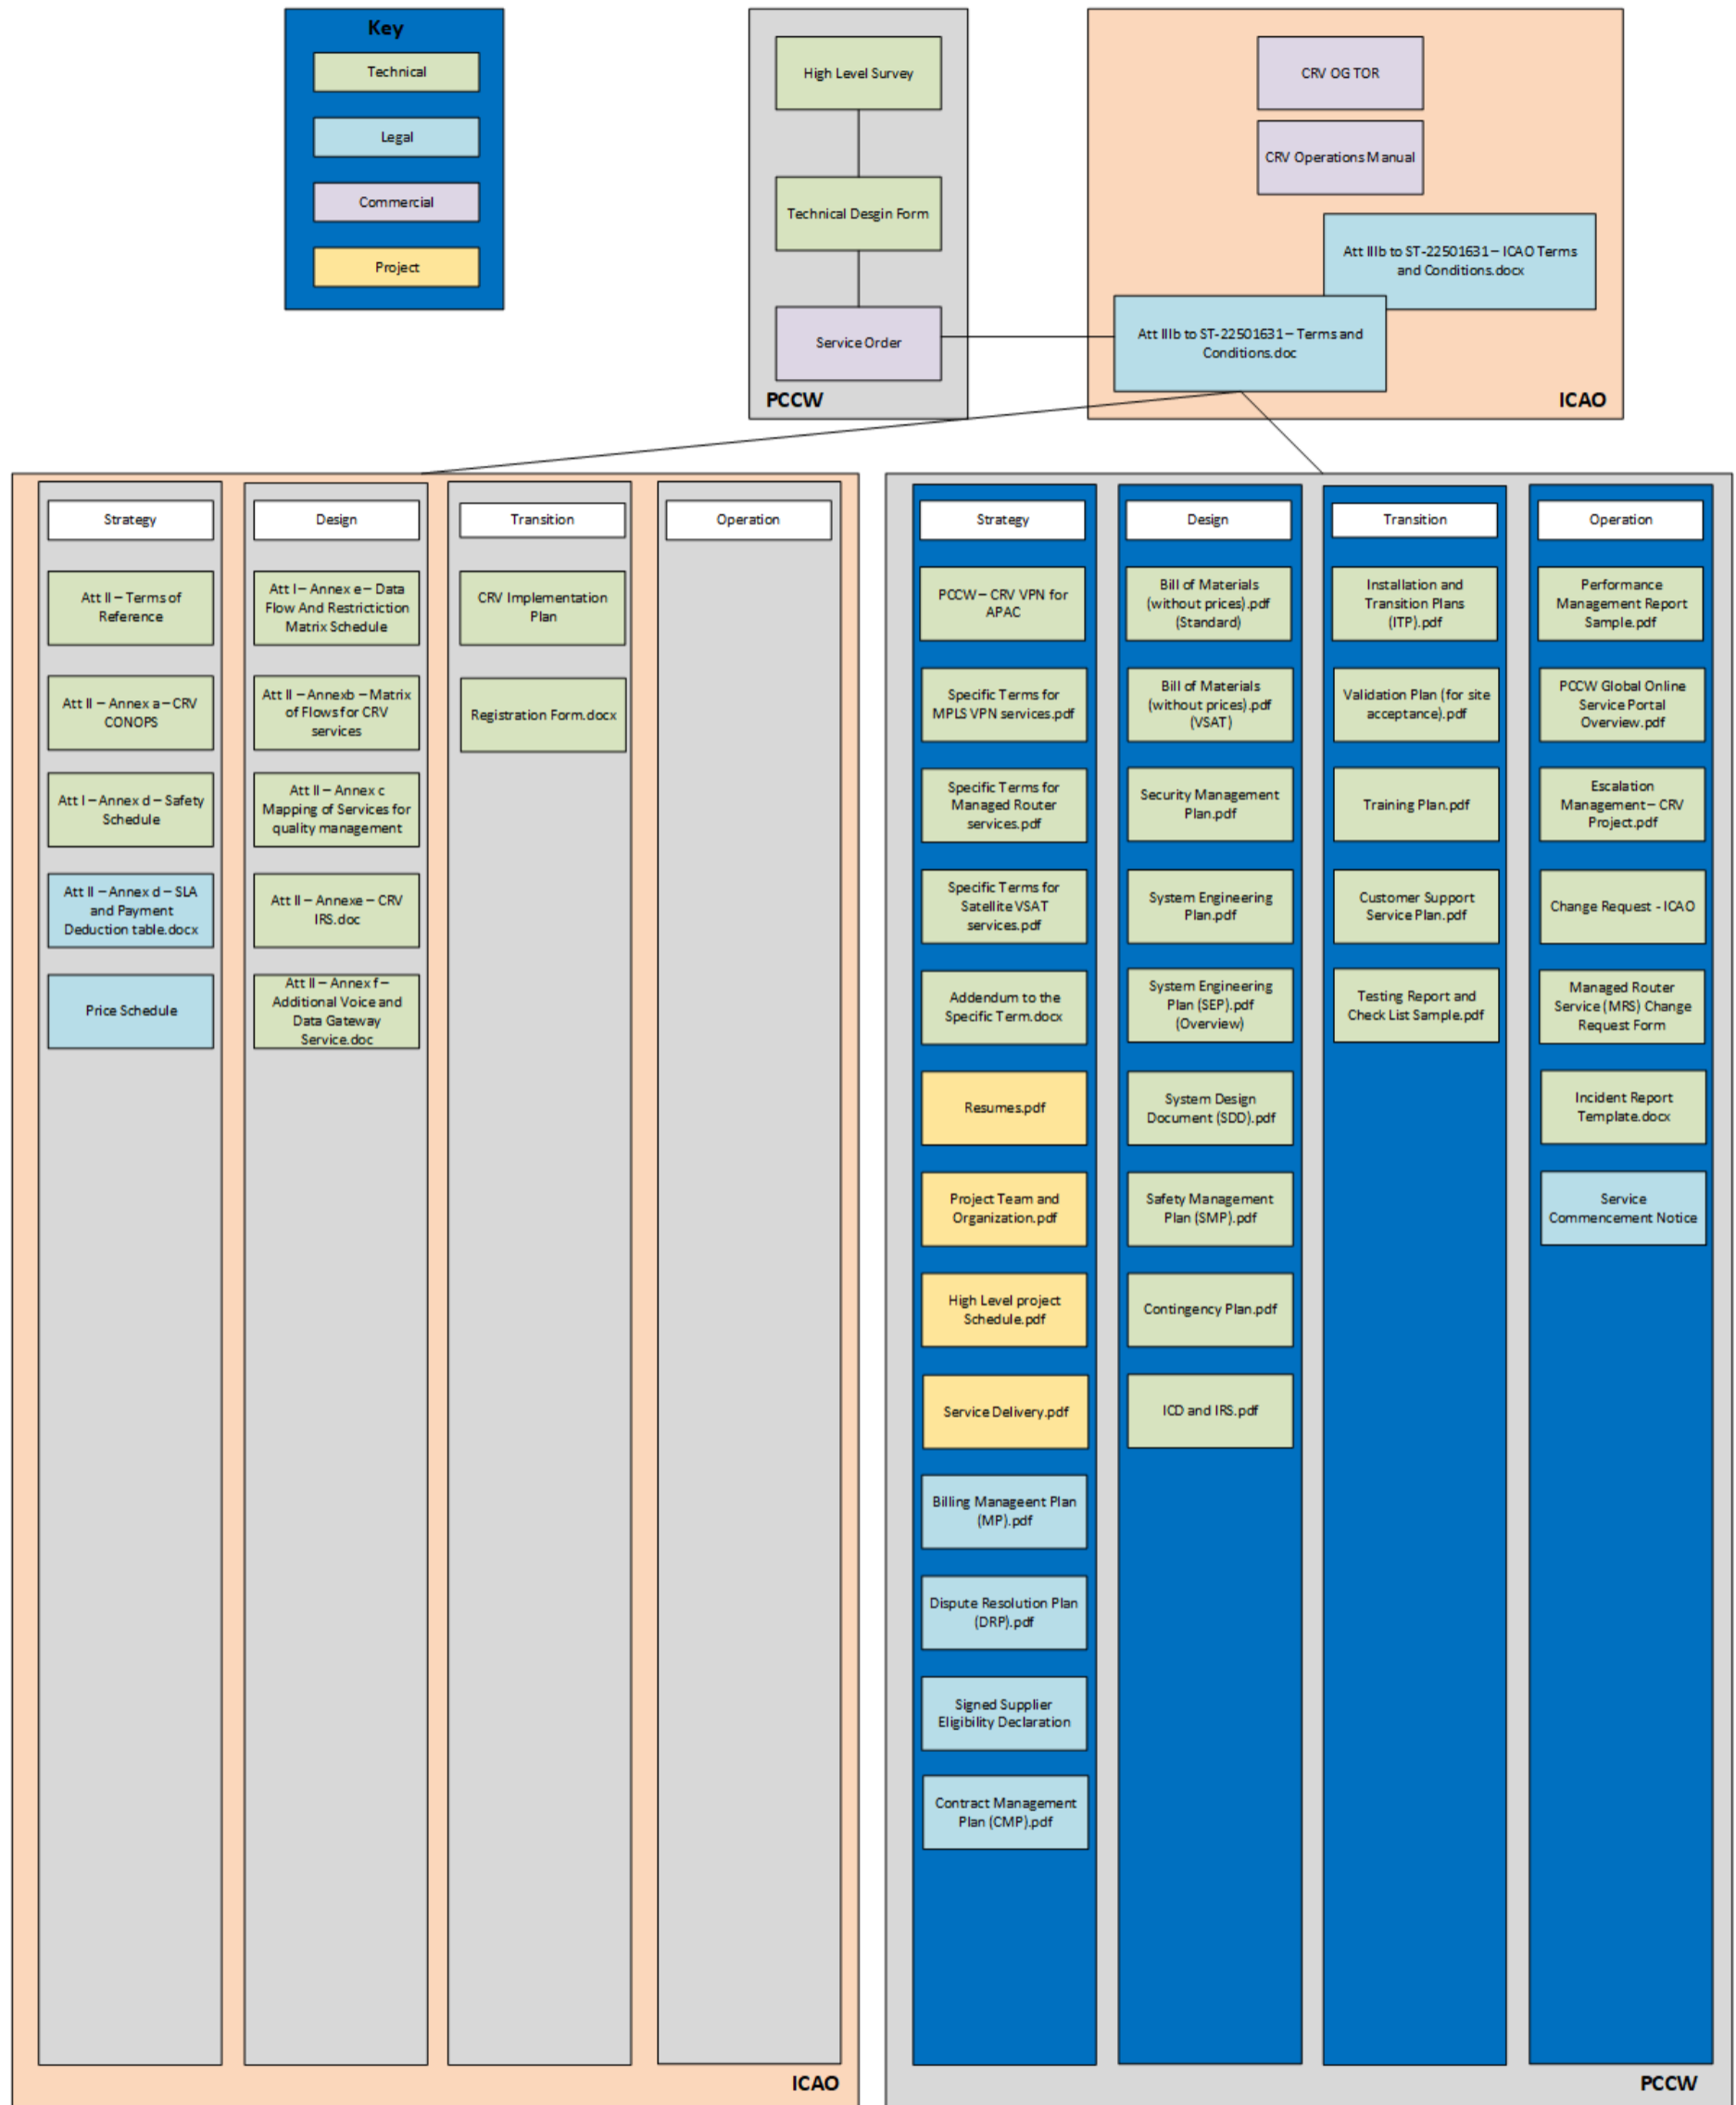 Key
Technical
Legal
Commercial
Project
High Level Survey
Technical Desgin Form
Service Order
PCCW
CRV OG TOR
CRV Operations Manual
Att IIIb to ST-22501631 – ICAO Terms
and Conditions.docx
Att IIIb to ST-22501631 – Terms and
Conditions.doc
ICAO
Strategy
Att II – Terms of
Reference
Att II – Annex a – CRV
CONOPS
Att I – Annex d – Safety
Schedule
Att II – Annex d – SLA
and Payment
Deduction table.docx
Price Schedule
Design
Att I – Annex e – Data
Flow And Restrictiction
Matrix Schedule
Att II – Annexb – Matrix
of Flows for CRV
services
Att II – Annex c
Mapping of Services for
quality management
Att II – Annexe – CRV
IRS.doc
Att II – Annex f –
Additional Voice and
Data Gateway
Service.doc
Transition
CRV Implementation
Plan
Registration Form.docx
Operation
ICAO
Strategy
PCCW – CRV VPN for
APAC
Specific Terms for
MPLS VPN services.pdf
Specific Terms for
Managed Router
services.pdf
Specific Terms for
Satellite VSAT
services.pdf
Addendum to the
Specific Term.docx
Resumes.pdf
Project Team and
Organization.pdf
High Level project
Schedule.pdf
Service Delivery.pdf
Billing Manageent Plan
(MP).pdf
Dispute Resolution Plan
(DRP).pdf
Signed Supplier
Eligibility Declaration
Contract Management
Plan (CMP).pdf
Design
Bill of Materials
(without prices).pdf
(Standard)
Bill of Materials
(without prices).pdf
(VSAT)
Security Management
Plan.pdf
System Engineering
Plan.pdf
System Engineering
Plan (SEP).pdf
(Overview)
System Design
Document (SDD).pdf
Safety Management
Plan (SMP).pdf
Contingency Plan.pdf
ICD and IRS.pdf
Transition
Installation and
Transition Plans
(ITP).pdf
Validation Plan (for site
acceptance).pdf
Training Plan.pdf
Customer Support
Service Plan.pdf
Testing Report and
Check List Sample.pdf
Operation
Performance
Management Report
Sample.pdf
PCCW Global Online
Service Portal
Overview.pdf
Escalation
Management – CRV
Project.pdf
Change Request - ICAO
Managed Router
Service (MRS) Change
Request Form
Incident Report
Template.docx
Service
Commencement Notice
PCCW